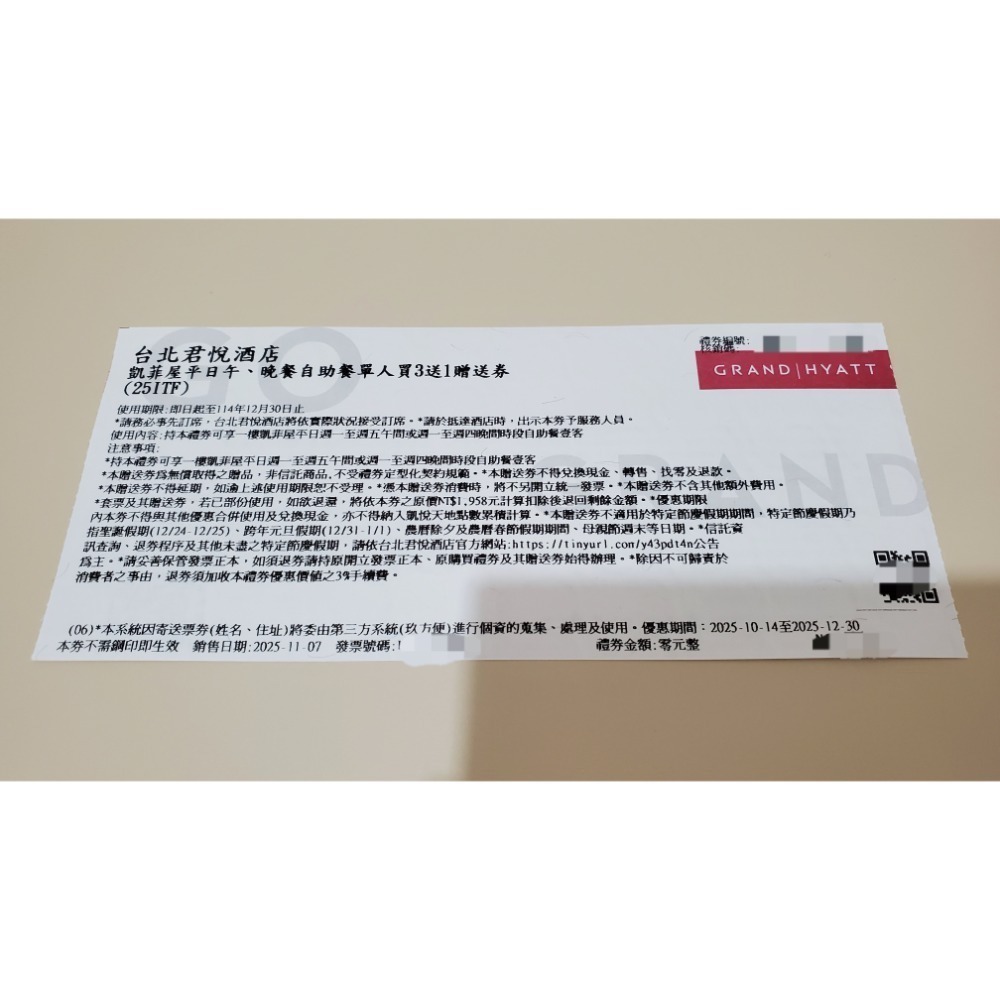 台北君悅酒店
凱菲屋平日午、晚餐自助餐單人買3送1贈送券
(25ITF)
禮券編號:
GRAND|HYATT
使用期限:即日起至114年12月30日止
*請務必事先訂席，台北君悅酒店將依實際狀況接受訂席。*請於抵達酒店時，出示本券予服務人員。
使用內容:持本禮券可享一樓凱菲屋平日週一至週五午間或週一至週四晚間時段自助餐壹客
注意事項:
*持本禮券可享一樓凱菲屋平日週一至週五午間或週一至週四晚間時段自助餐壹客
*本贈送券為無償取得之贈品，非信託商品,不受禮券定型化契約規範。*本贈送券不得兌換現金、轉售、找零及退款。
*本贈送券不得延期，如逾上述使用期限恕不受理。*憑本贈送券消費時，將不另開立統一發票。*本贈送券不含其他額外費用。
*套票及其贈送券，若已部份使用，如欲退還，將依本券之原價NT$1,958元計算扣除後退回剩餘金額。*優惠期限
內本券不得與其他優惠合併使用及兌換現金，亦不得納入凱悅天地點數累積計算。*本贈送券不適用於特定節慶假期期間，特定節慶假期乃
指聖誕假期(12/24-12/25)、跨年元旦假期(12/31-1/1)、農曆除夕及農曆春節假期期間、母親節週末等日期。*信託資
訊查詢、退券程序及其他未盡之特定節慶假期，請依台北君悅酒店官方網站:https://tinyurl.com/y43pdt4n公告
為主。*請妥善保管發票正本，如須退券請持原開立發票正本、原購買禮券及其贈送券始得辦理。*除因不可歸責於
消費者之事由，退券須加收本禮券優惠價值之3%手續費。
(06)*本系統因寄送票券(姓名、住址)將委由第三方系統(玖方便)進行個資的蒐集、處理及使用。優惠期間：2025-10-14至2025-12-30
本券不需鋼印即生效 銷售日期:2025-11-07 發票號碼:
禮券金額:零元整